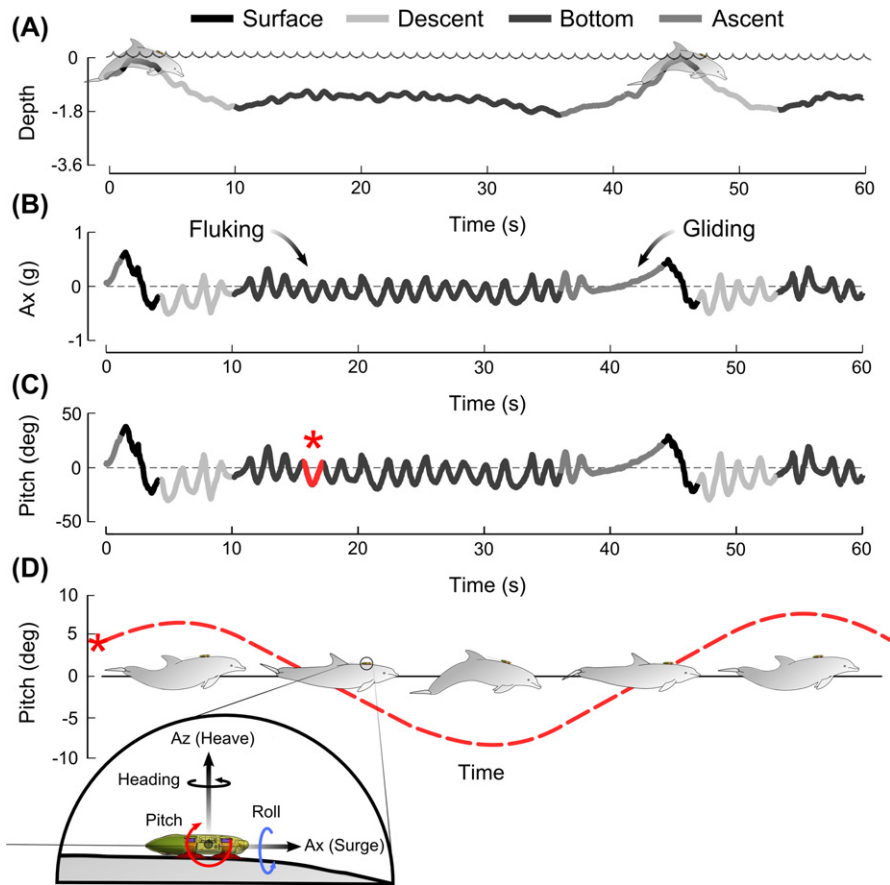 Surface Descent Bottom Ascent
(A)
0
-1.8
-3.6
Depth
0 10 20 30 40 50 60
Time (s)
(B)
Fluking Gliding
1
0
-1
Ax (g)
0 10 20 30 40 50 60
Time (s)
(C)
50
0
-50
Pitch (deg)
*
0 10 20 30 40 50 60
Time (s)
(D)
10
5
0
-5
-10
Pitch (deg)
*
Time
Az (Heave)
Heading
Pitch Roll
Ax (Surge)